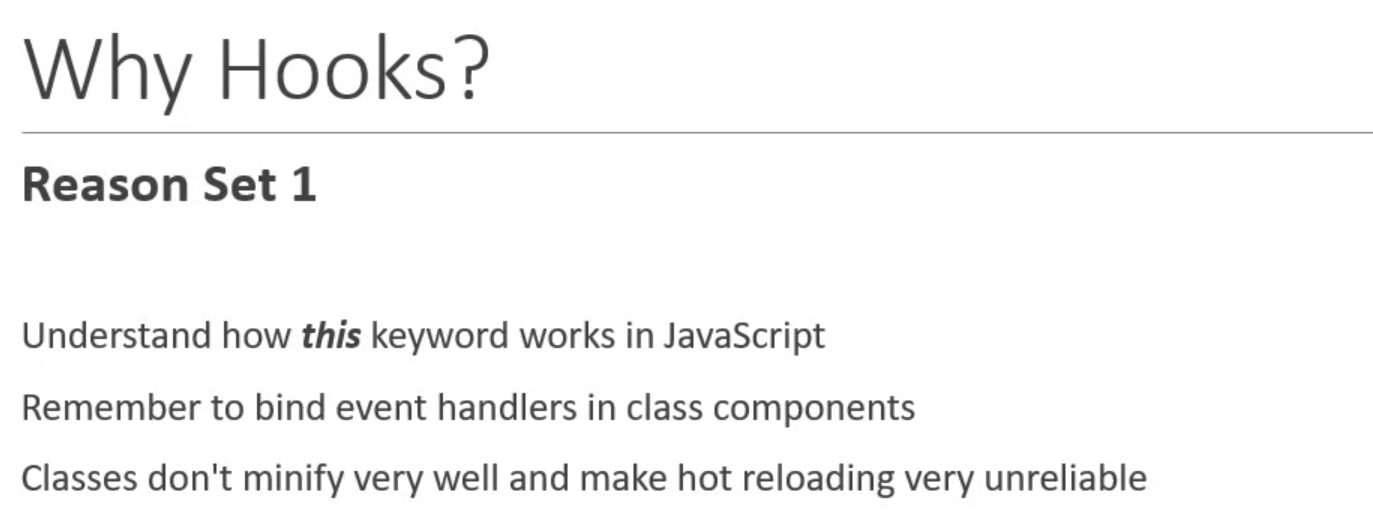 Why Hooks?
Reason Set 1
Understand how this keyword works in JavaScript
Remember to bind event handlers in class components
Classes don't minify very well and make hot reloading very unreliable